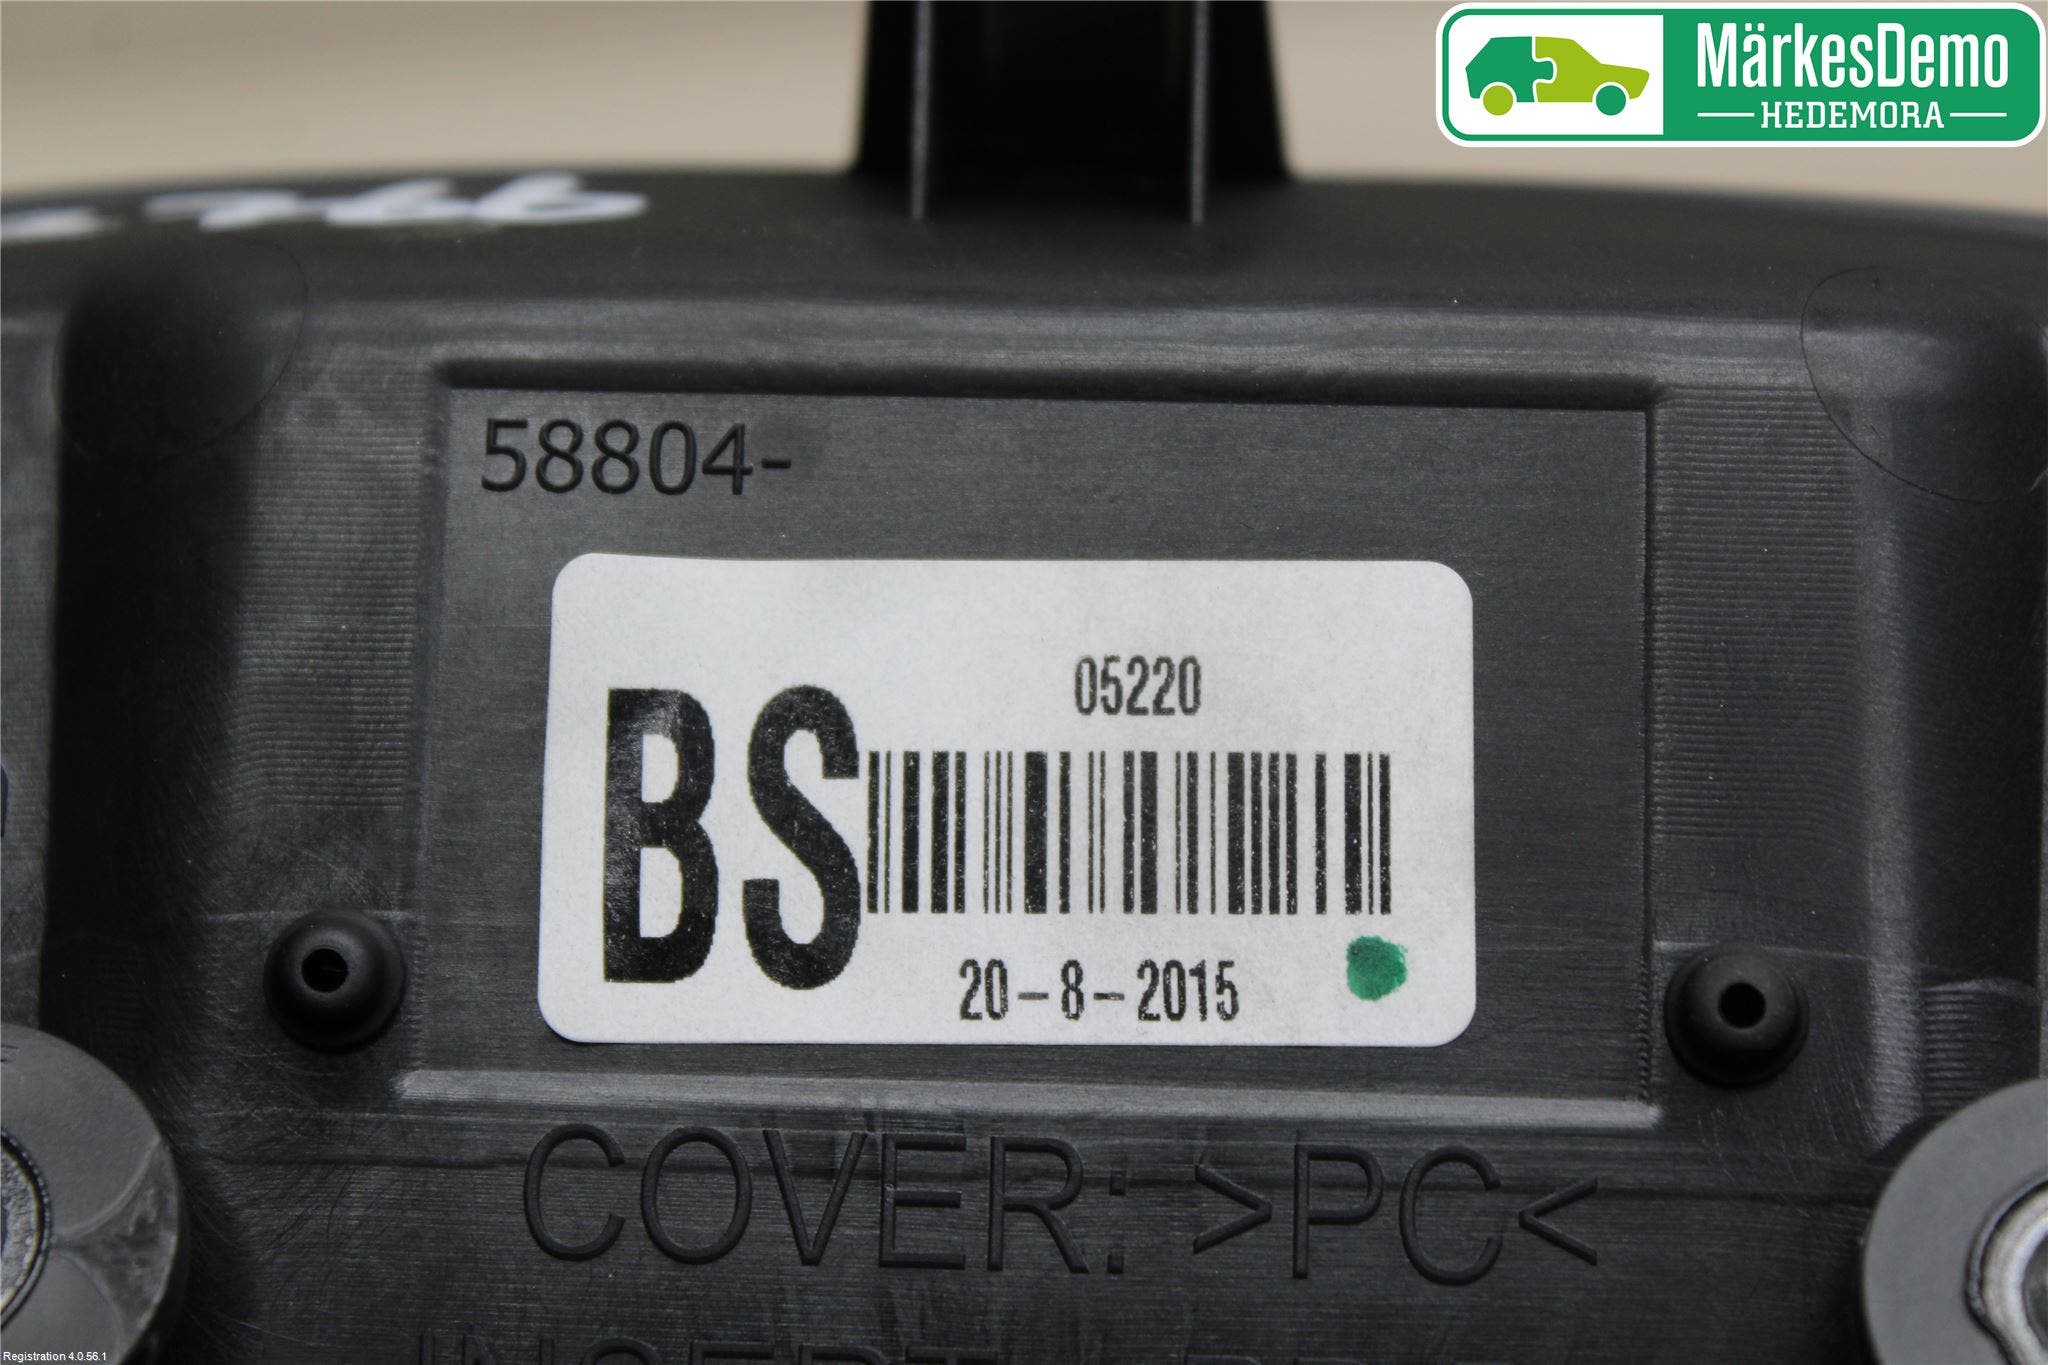 MärkesDemo
HEDEMORA
58804-
05220
BS
20-8-2015
COVER: >PC<
Registration 4.0.56.1